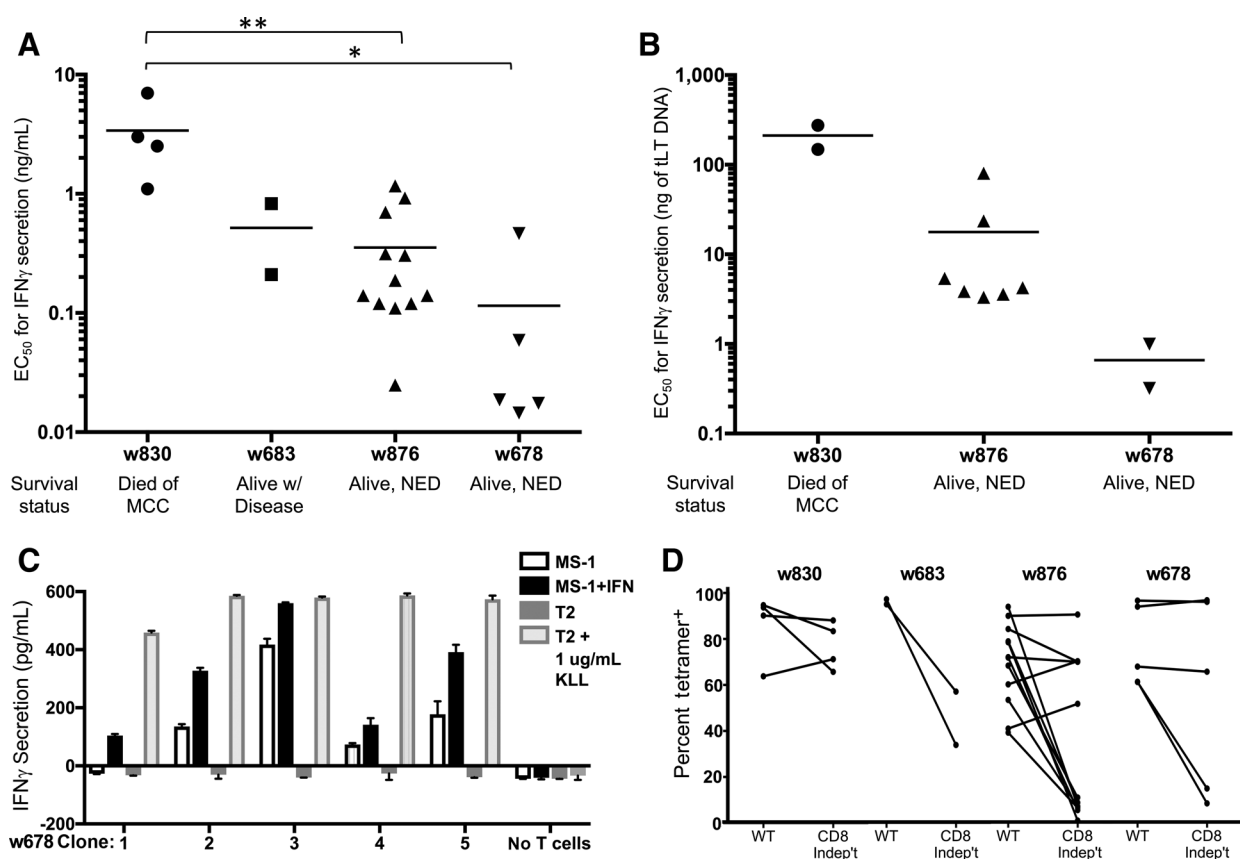 A
**
*
EC50 for IFNγ secretion (ng/mL)
10
1
0.1
0.01
w830 w683 w876 w678
Survival status
Died of MCC
Alive w/ Disease
Alive, NED
Alive, NED
B
EC50 for IFNγ secretion (ng of tLT DNA)
1,000
100
10
1
0.1
w830 w876 w678
Survival status
Died of MCC
Alive, NED
Alive, NED
C
IFNγ Secretion (pg/mL)
600
400
200
0
-200
MS-1
MS-1+IFN
T2
T2 +
1 ug/mL
KLL
w678 Clone: 1 2 3 4 5 No T cells
D
w830 w683 w876 w678
Percent tetramer+
100
80
60
40
20
0
WT CD8 Indep't WT CD8 Indep't WT CD8 Indep't WT CD8 Indep't